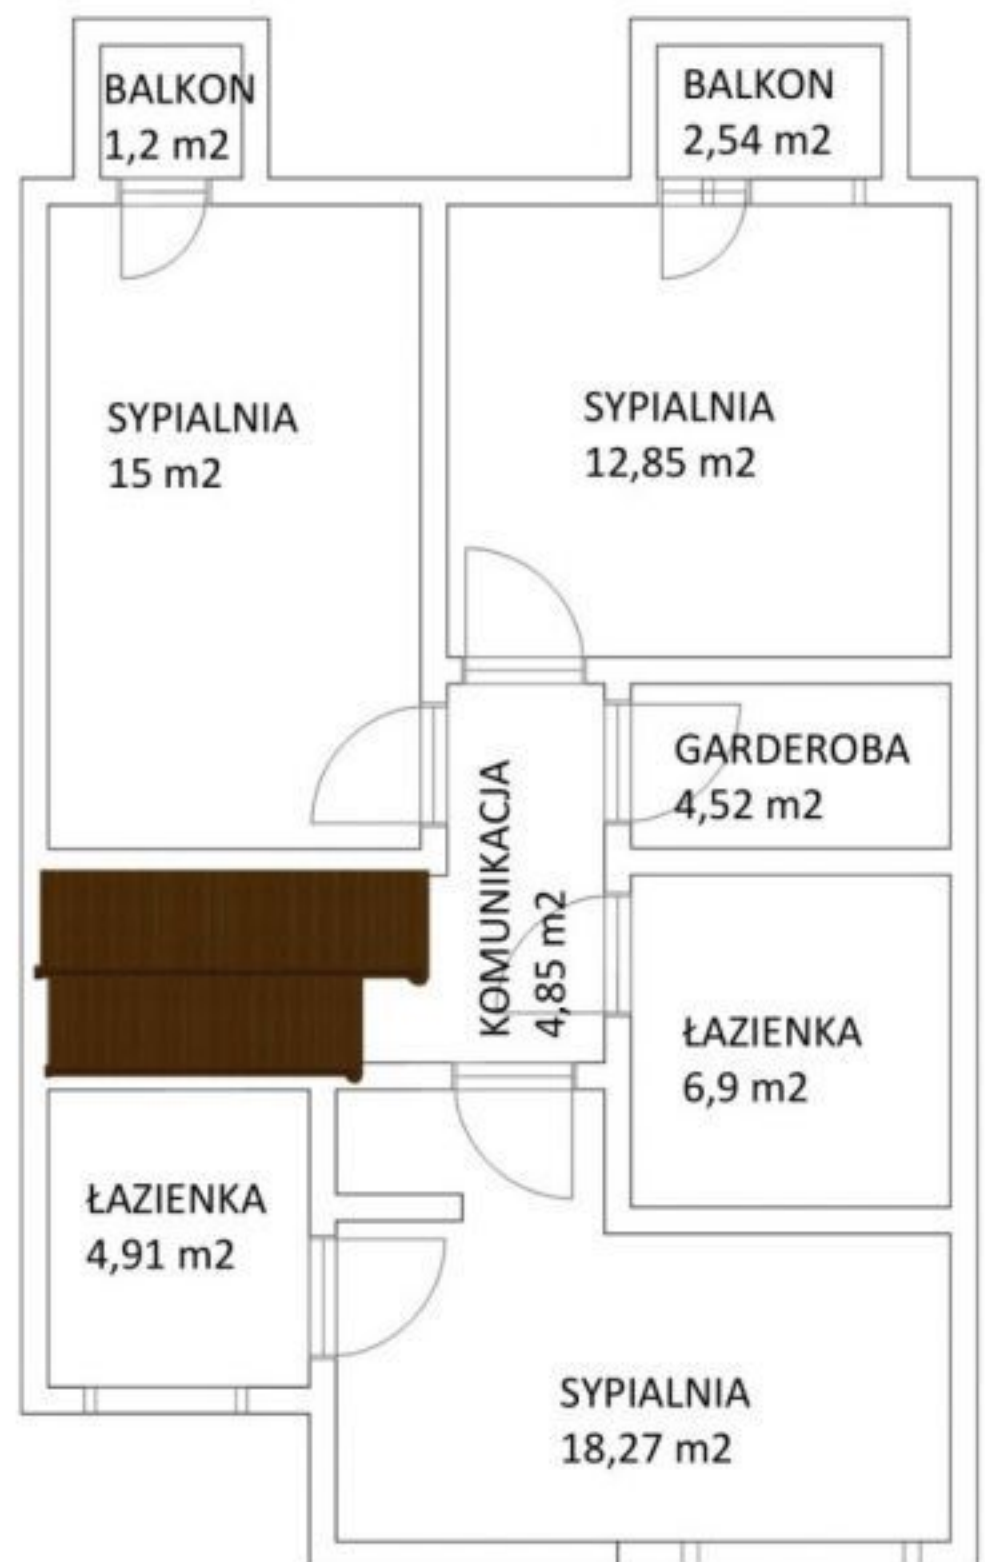 BALKON
1,2 m2
BALKON
2,54 m2
SYPIALNIA
15 m2
SYPIALNIA
12,85 m2
GARDEROBA
4,52 m2
KOMUNIKACJA
4,85 m2
ŁAZIENKA
6,9 m2
ŁAZIENKA
4,91 m2
SYPIALNIA
18,27 m2